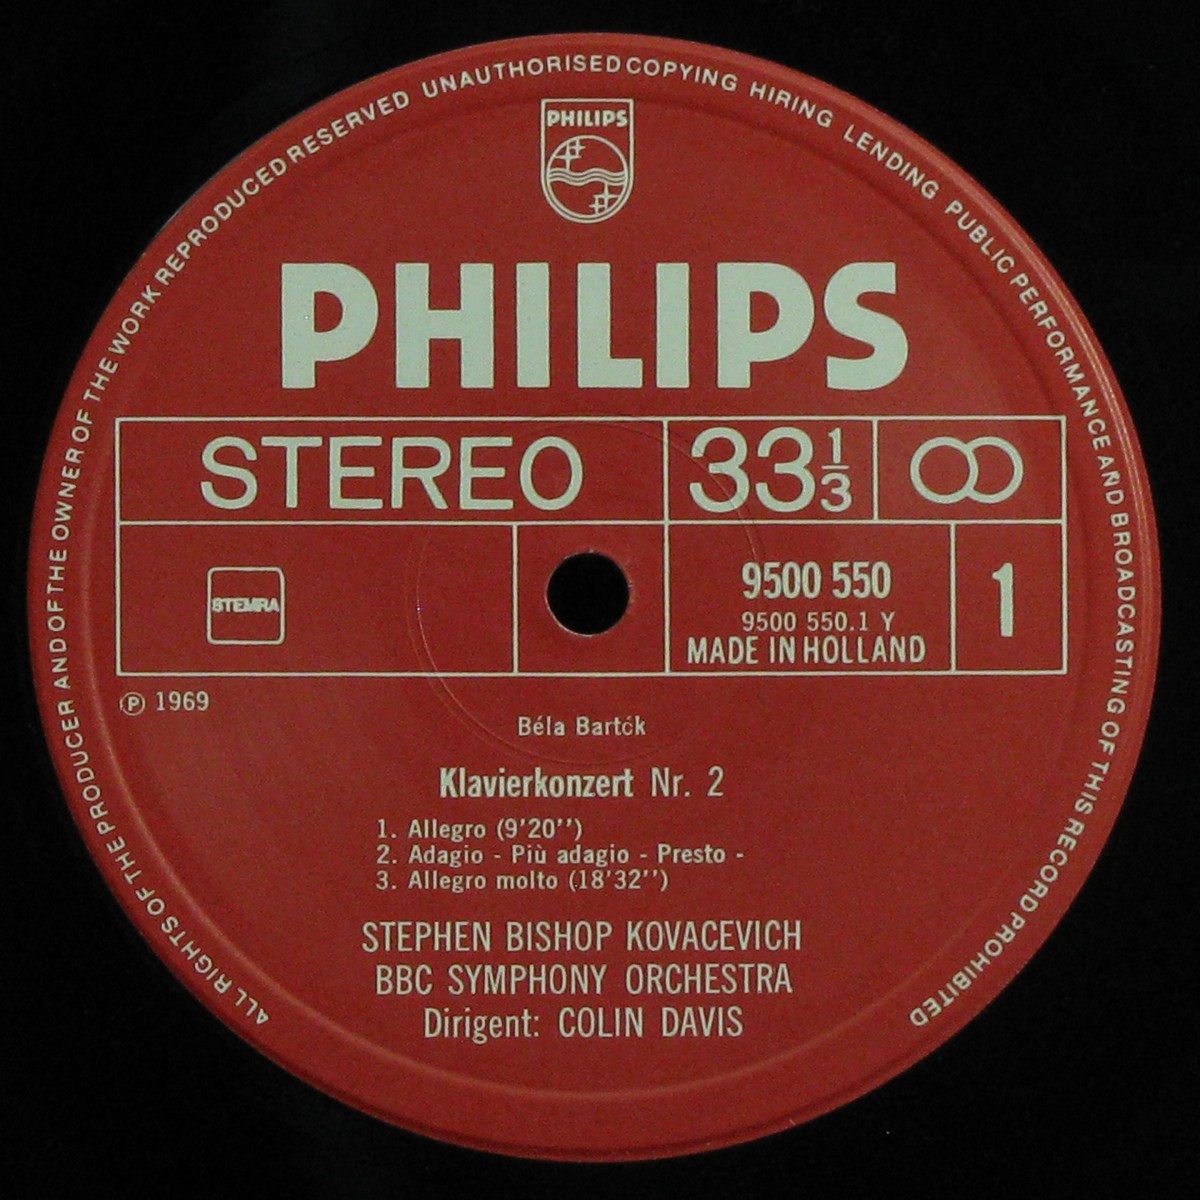 ALL RIGHTS OF THE PRODUCER AND OF THE OWNER OF THE WORK REPRODUCED RESERVED UNAUTHORISED COPYING HIRING LENDING PUBLIC PERFORMANCE AND BROADCASTING OF THIS RECORD PROHIBITED
PHILIPS
PHILIPS
STEREO 33 1/3
STEMRA
9500 550
9500 550.1 Y
MADE IN HOLLAND
1
℗ 1969
Béla Bartók
Klavierkonzert Nr. 2
1. Allegro (9'20'')
2. Adagio - Più adagio - Presto -
3. Allegro molto (18'32'')
STEPHEN BISHOP KOVACEVICH
BBC SYMPHONY ORCHESTRA
Dirigent: COLIN DAVIS